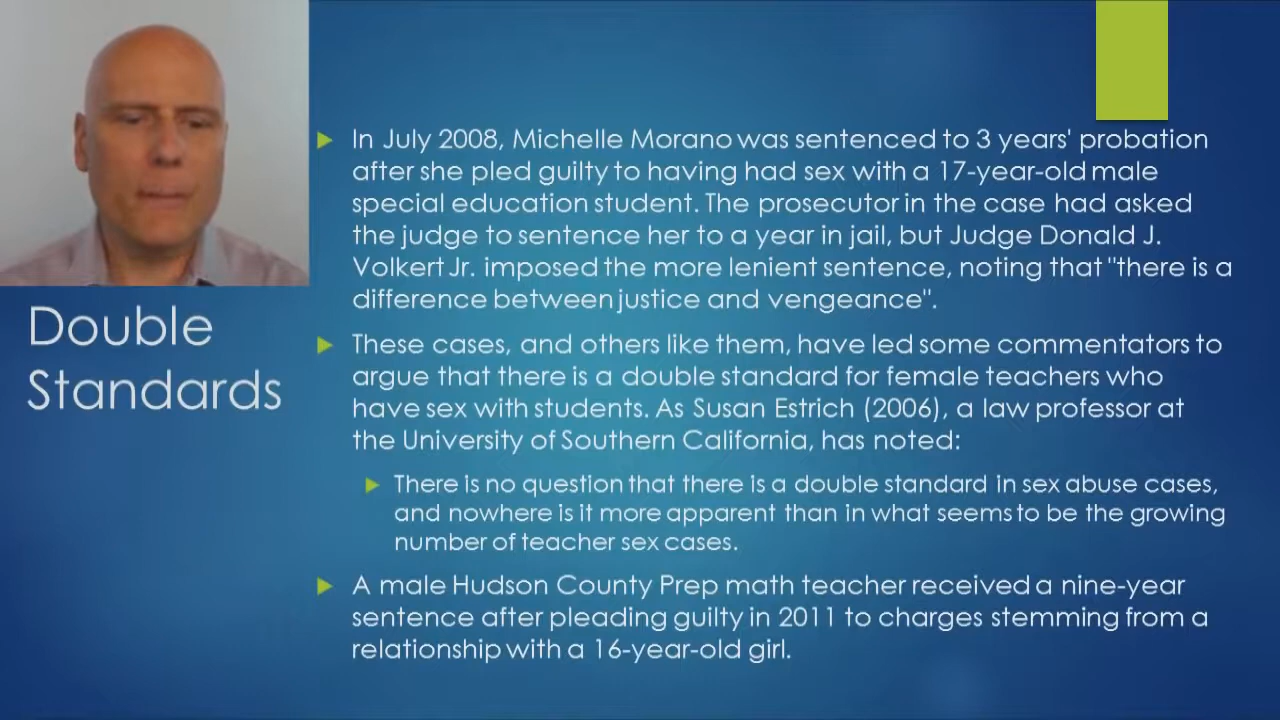 Double
Standards
In July 2008, Michelle Morano was sentenced to 3 years' probation
after she pled guilty to having had sex with a 17-year-old male
special education student. The prosecutor in the case had asked
the judge to sentence her to a year in jail, but Judge Donald J.
Volkert Jr. imposed the more lenient sentence, noting that "there is a
difference between justice and vengeance".
These cases, and others like them, have led some commentators to
argue that there is a double standard for female teachers who
have sex with students. As Susan Estrich (2006), a law professor at
the University of Southern California, has noted:
There is no question that there is a double standard in sex abuse cases,
and nowhere is it more apparent than in what seems to be the growing
number of teacher sex cases.
A male Hudson County Prep math teacher received a nine-year
sentence after pleading guilty in 2011 to charges stemming from a
relationship with a 16-year-old girl.